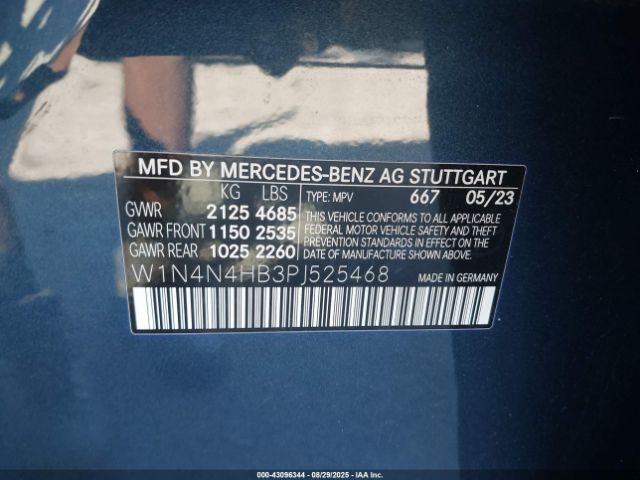 MFD BY MERCEDES-BENZ AG STUTTGART
KG LBS TYPE: MPV 667 05/23
GVWR 2125 4685 THIS VEHICLE CONFORMS TO ALL APPLICABLE
GAWR FRONT 1150 2535 FEDERAL MOTOR VEHICLE SAFETY AND
GAWR REAR 1025 2260 THEFT PREVENTION STANDARDS IN EFFECT
ON THE DATE OF MANUFACTURE SHOWN ABOVE.
W1N4N4HB3PJ525468 MADE IN GERMANY
000-43096344 - 08/29/2025 - IAAI.COM